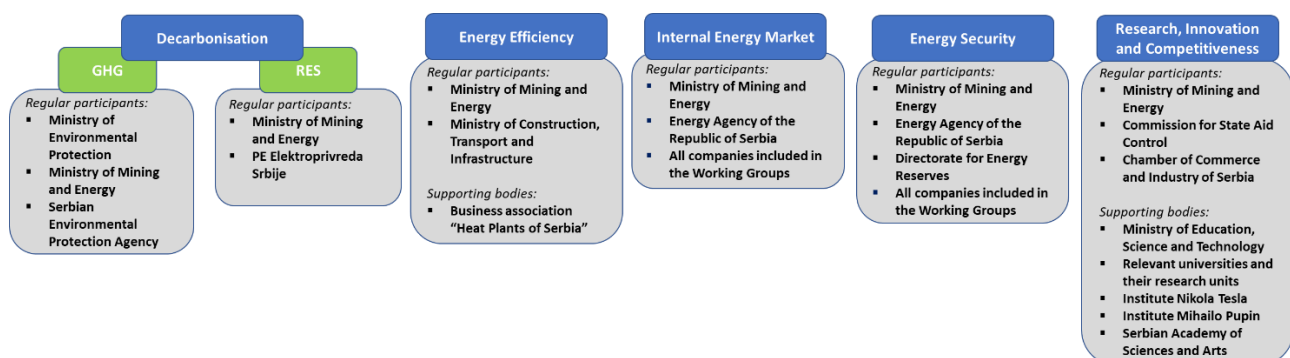 Decarbonisation
GHG
Regular participants:
▪ Ministry of
Environmental
Protection
▪ Ministry of Mining
and Energy
▪ Serbian
Environmental
Protection Agency
RES
Regular participants:
▪ Ministry of Mining
and Energy
▪ PE Elektroprivreda
Srbije
Energy Efficiency
Regular participants:
▪ Ministry of Mining and
Energy
▪ Ministry of Construction,
Transport and
Infrastructure
Supporting bodies:
▪ Business association
“Heat Plants of Serbia”
Internal Energy Market
Regular participants:
▪ Ministry of Mining and
Energy
▪ Energy Agency of the
Republic of Serbia
▪ All companies included in
the Working Groups
Energy Security
Regular participants:
▪ Ministry of Mining and
Energy
▪ Energy Agency of the
Republic of Serbia
▪ Directorate for Energy
Reserves
▪ All companies included in
the Working Groups
Research, Innovation
and Competitiveness
Regular participants:
▪ Ministry of Mining and
Energy
▪ Commission for State Aid
Control
▪ Chamber of Commerce
and Industry of Serbia
Supporting bodies:
▪ Ministry of Education,
Science and Technology
▪ Relevant universities and
their research units
▪ Institute Nikola Tesla
▪ Institute Mihailo Pupin
▪ Serbian Academy of
Sciences and Arts